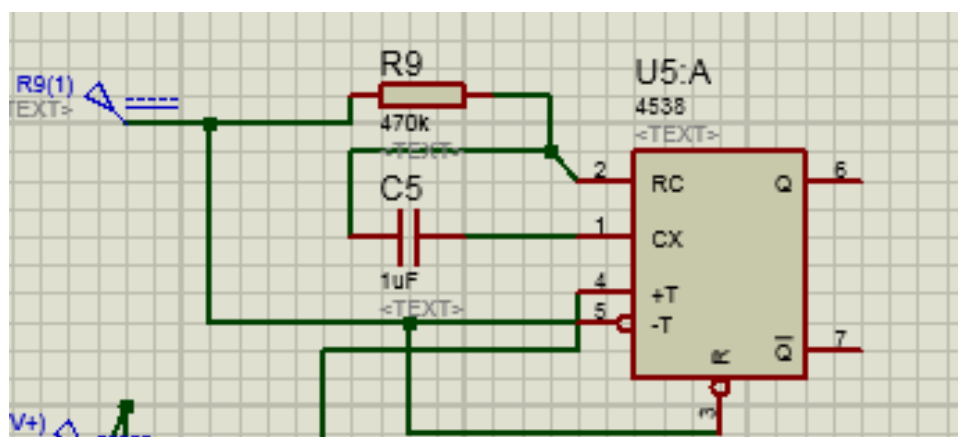 R9(1)
TEXT>
R9
470k
<TEXT>
C5
1uF
<TEXT>
U5:A
4538
<TEXT>
2
RC
Q
6
1
CX
4
+T
5
-T
R
Q
7
3
V+)